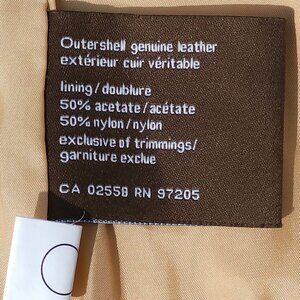 Outershell genuine leather
extérieur cuir véritable
lining/doublure
50% acetate/acétate
50% nylon/nylon
exclusive of trimmings/
garniture exclue
CA 02559 RN 97205